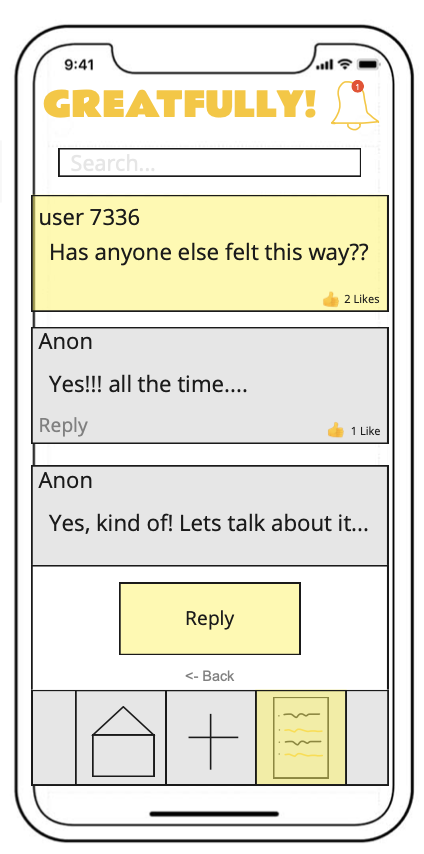 9:41
GREATFULLY!
1
Search...
user 7336
Has anyone else felt this way??
2 Likes
Anon
Yes!!! all the time....
Reply
1 Like
Anon
Yes, kind of! Lets talk about it...
Reply
<- Back